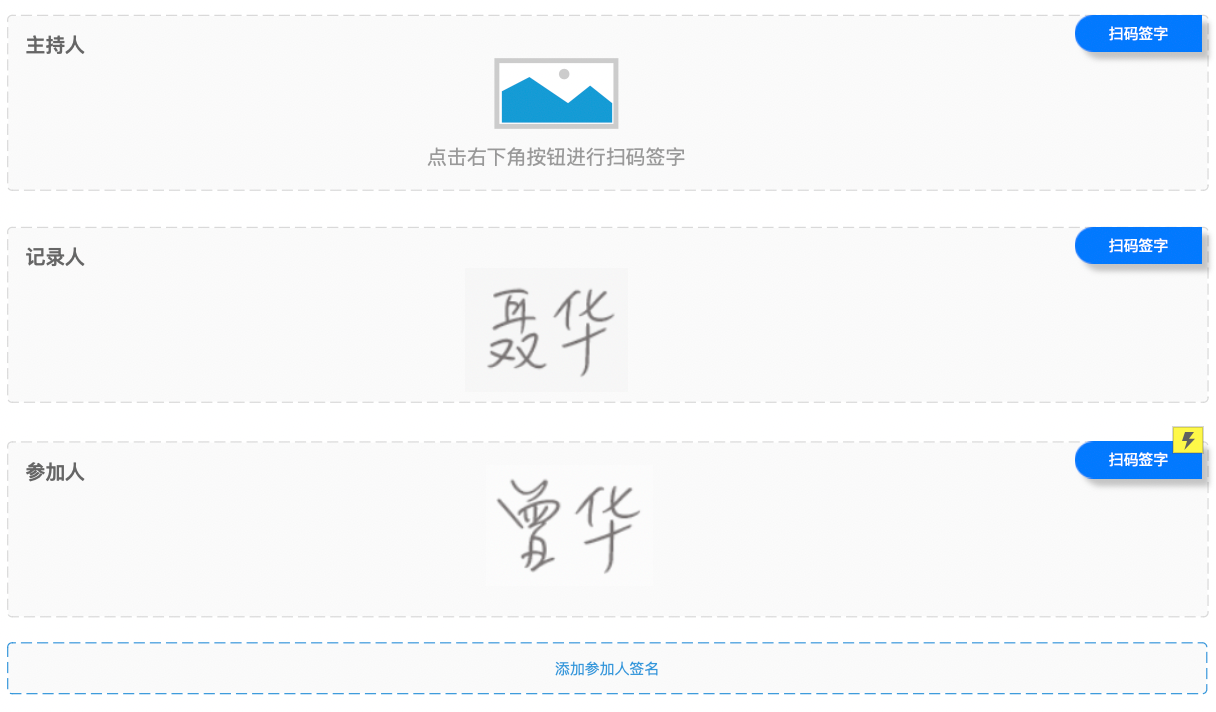 主持人
扫码签字
点击右下角按钮进行扫码签字
记录人
扫码签字
聂华
参加人
扫码签字
曾华
添加参加人签名